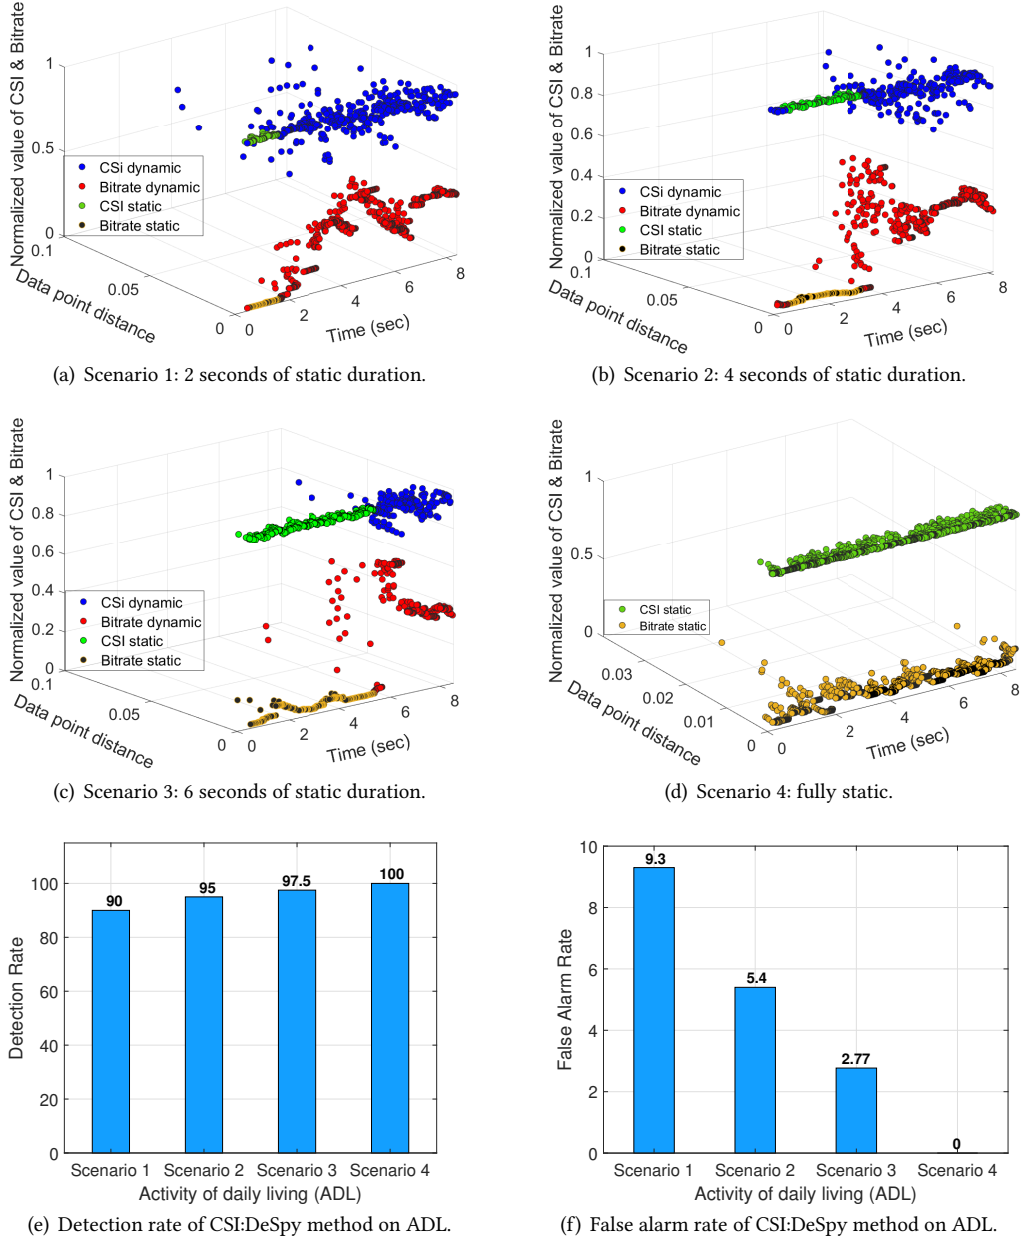 Normalized value of CSI & Bitrate
1
0.5
0
0.1
0.05
0
Data point distance
0
2
4
6
8
Time (sec)
CSi dynamic
Bitrate dynamic
CSI static
Bitrate static
(a) Scenario 1: 2 seconds of static duration.
Normalized value of CSI & Bitrate
1
0.8
0.6
0.4
0.2
0
0.1
0.05
0
Data point distance
0
2
4
6
8
Time (sec)
CSi dynamic
Bitrate dynamic
CSI static
Bitrate static
(b) Scenario 2: 4 seconds of static duration.
Normalized value of CSI & Bitrate
1
0.8
0.6
0.4
0.2
0
0.1
0.05
0
Data point distance
0
2
4
6
8
Time (sec)
CSi dynamic
Bitrate dynamic
CSI static
Bitrate static
(c) Scenario 3: 6 seconds of static duration.
Normalized value of CSI & Bitrate
1
0.5
0
0.03
0.02
0.01
0
Data point distance
0
2
4
6
8
Time (sec)
CSI static
Bitrate static
(d) Scenario 4: fully static.
Detection Rate
100
80
60
40
20
0
90
95
97.5
100
Scenario 1 Scenario 2 Scenario 3 Scenario 4
Activity of daily living (ADL)
(e) Detection rate of CSI:DeSpy method on ADL.
False Alarm Rate
10
8
6
4
2
0
9.3
5.4
2.77
0
Scenario 1 Scenario 2 Scenario 3 Scenario 4
Activity of daily living (ADL)
(f) False alarm rate of CSI:DeSpy method on ADL.